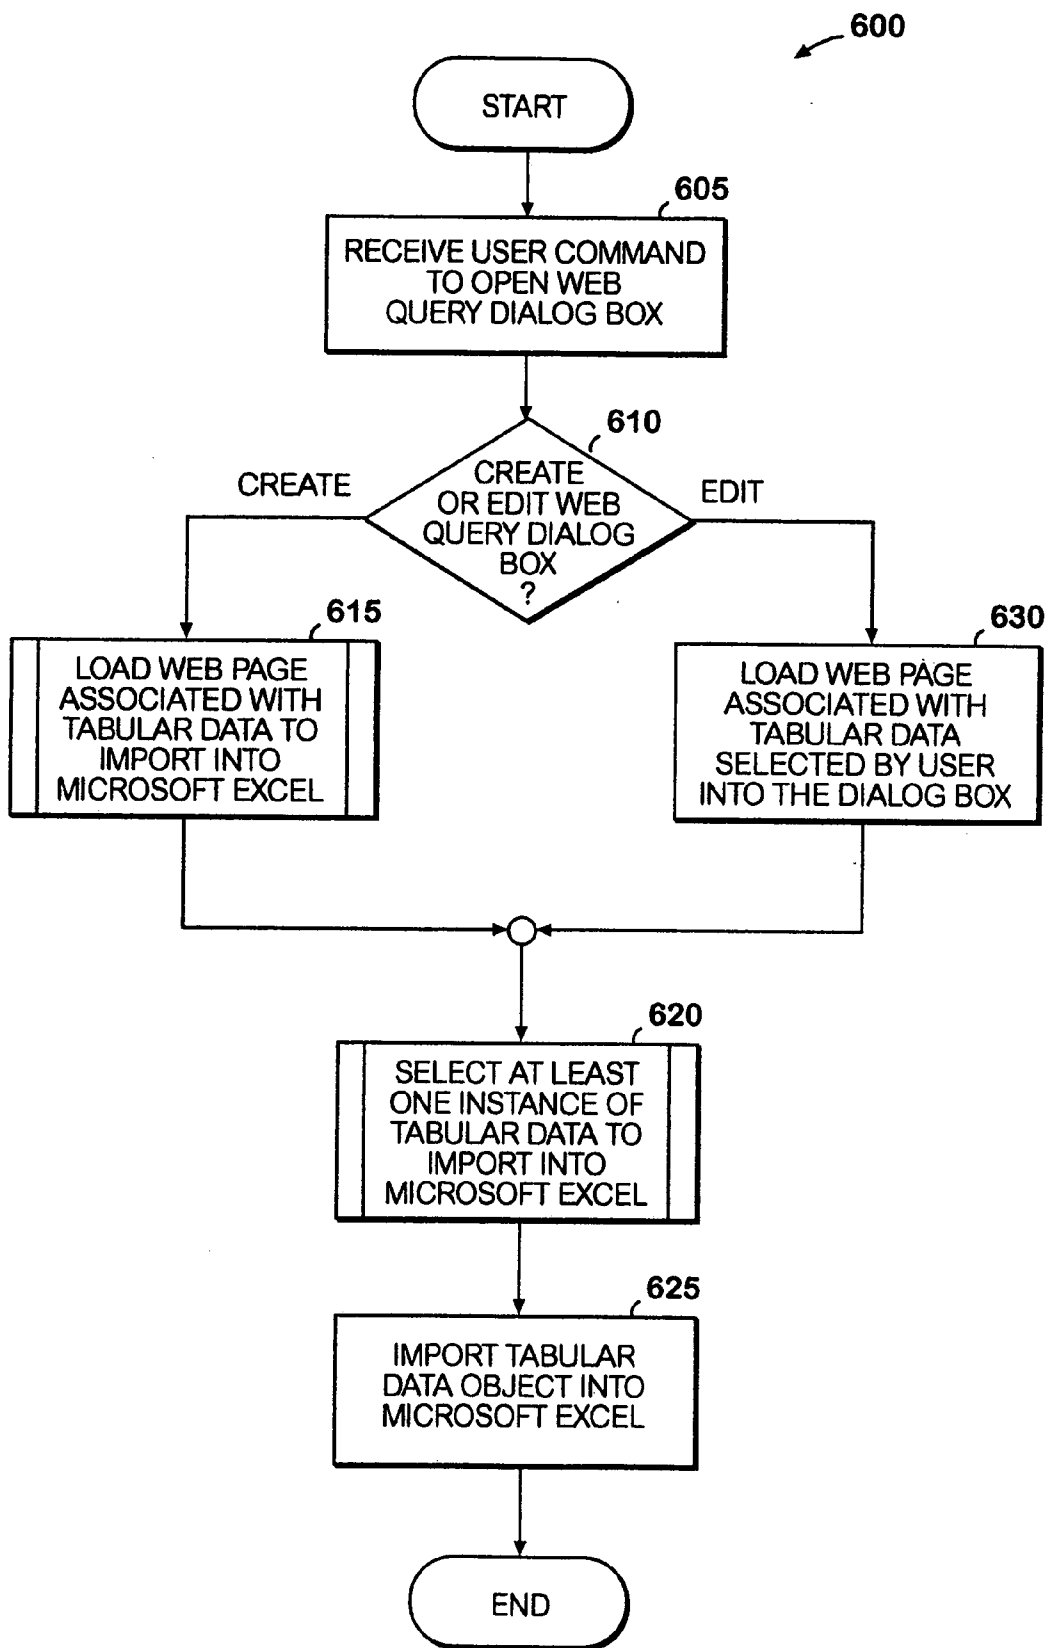 600
START
605
RECEIVE USER COMMAND
TO OPEN WEB
QUERY DIALOG BOX
610
CREATE
OR EDIT WEB
QUERY DIALOG
BOX
?
CREATE
EDIT
615
LOAD WEB PAGE
ASSOCIATED WITH
TABULAR DATA TO
IMPORT INTO
MICROSOFT EXCEL
630
LOAD WEB PAGE
ASSOCIATED WITH
TABULAR DATA
SELECTED BY USER
INTO THE DIALOG BOX
620
SELECT AT LEAST
ONE INSTANCE OF
TABULAR DATA TO
IMPORT INTO
MICROSOFT EXCEL
625
IMPORT TABULAR
DATA OBJECT INTO
MICROSOFT EXCEL
END